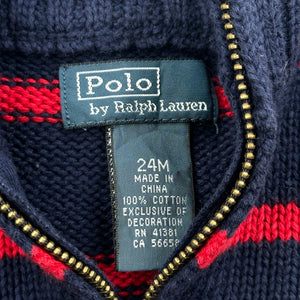 Polo
by Ralph Lauren
24M
MADE IN
CHINA
100% COTTON
EXCLUSIVE OF
DECORATION
RN 41381
CA 56658